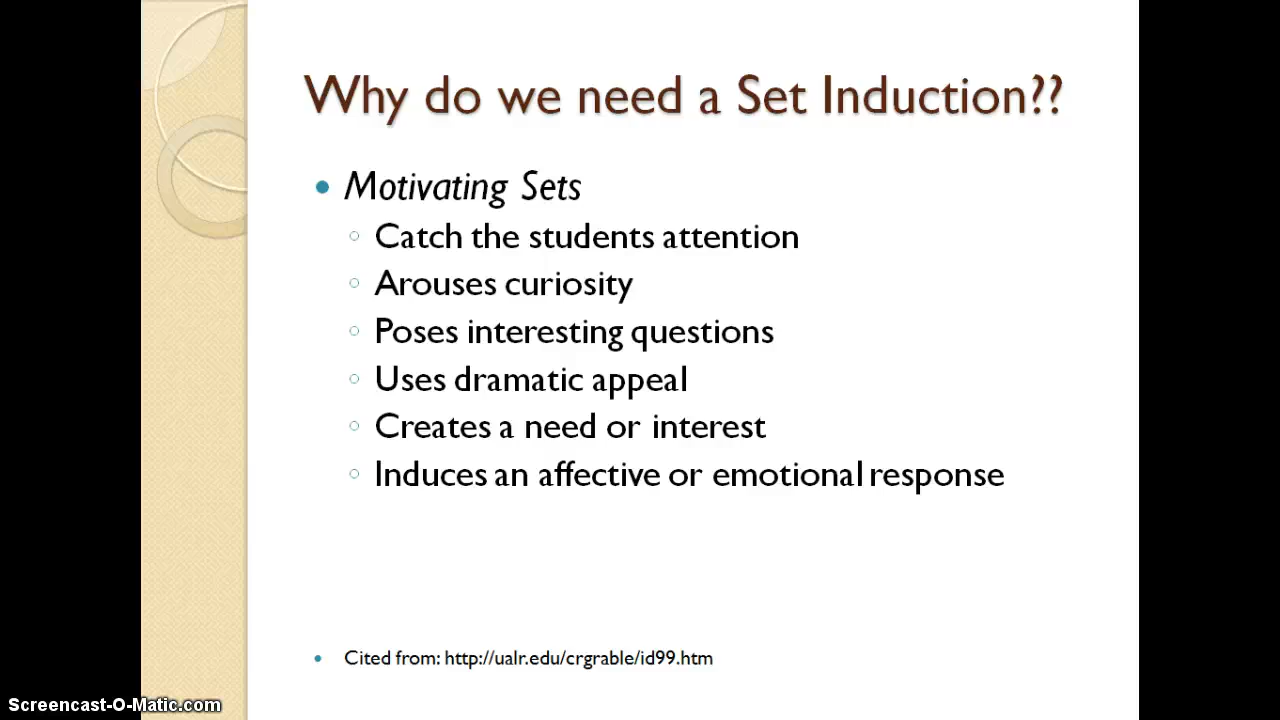 Why do we need a Set Induction??
Motivating Sets
Catch the students attention
Arouses curiosity
Poses interesting questions
Uses dramatic appeal
Creates a need or interest
Induces an affective or emotional response
Cited from: http://ualr.edu/crgrable/id99.htm
Screencast-O-Matic.com